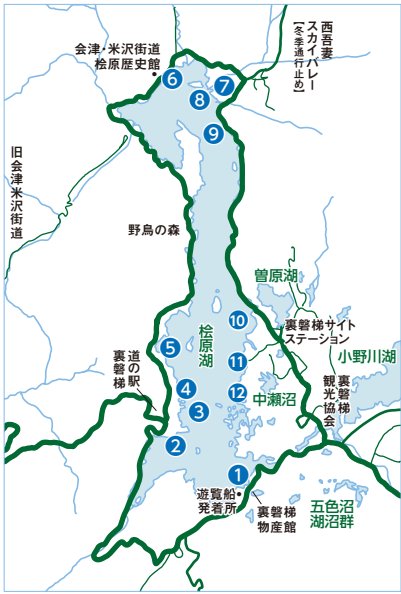 会津・米沢街道
桧原歴史館
西吾妻
スカイバレー
【冬季通行止め】
6
7
8
9
旧会津米沢街道
野鳥の森
曽原湖
10
裏磐梯サイト
ステーション
桧原湖
小野川湖
5
11
道の駅
裏磐梯
裏磐梯
観光協会
4
12
中瀬沼
3
2
1
遊覧船
発着所
裏磐梯
物産館
五色沼
湖沼群